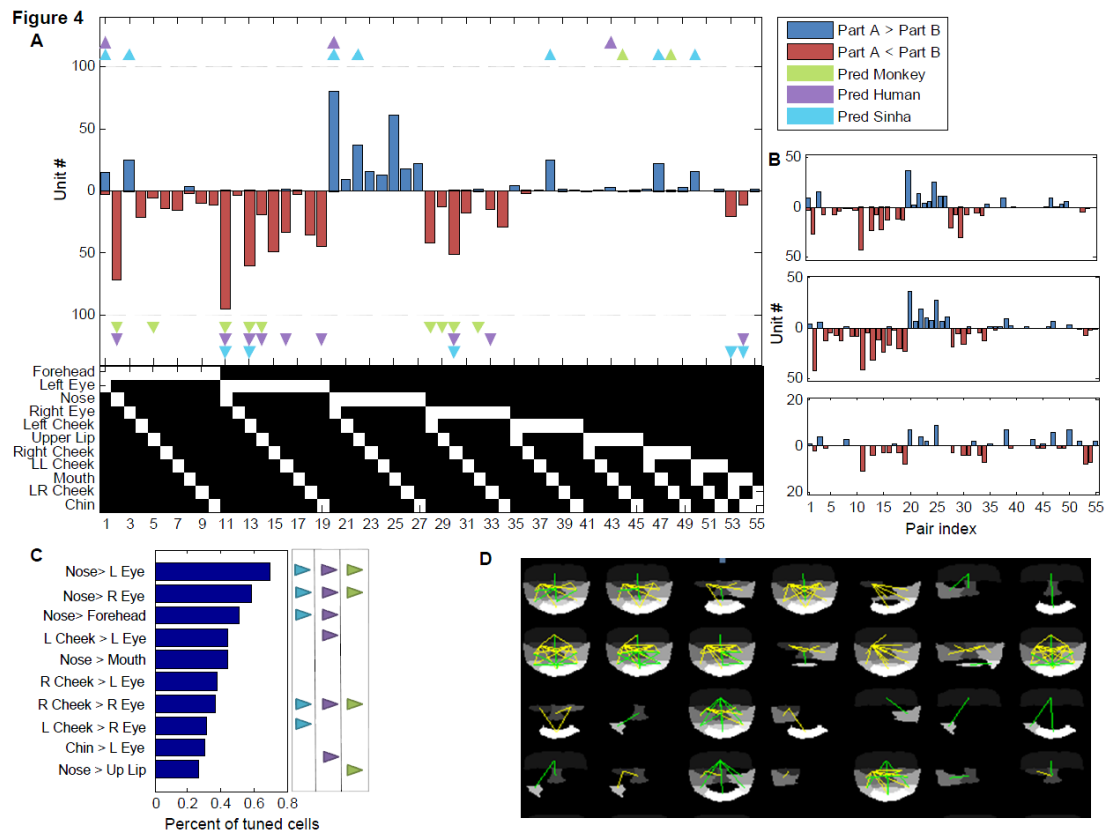 Figure 4
A
Part A > Part B
Part A < Part B
Pred Monkey
Pred Human
Pred Sinha
100
50
0
50
100
Unit #
Forehead
Left Eye
Nose
Right Eye
Left Cheek
Upper Lip
Right Cheek
LL Cheek
Mouth
LR Cheek
Chin
1 3 5 7 9 11 13 15 17 19 21 23 25 27 29 31 33 35 37 39 41 43 45 47 49 51 53 55
B
50
0
50
50
0
50
Unit #
20
0
20
1 5 10 15 20 25 30 35 40 45 50 55
Pair index
C
Nose> L Eye
Nose> R Eye
Nose> Forehead
L Cheek > L Eye
Nose > Mouth
R Cheek > L Eye
R Cheek > R Eye
L Cheek > R Eye
Chin > L Eye
Nose > Up Lip
0 0.2 0.4 0.6 0.8
Percent of tuned cells
D